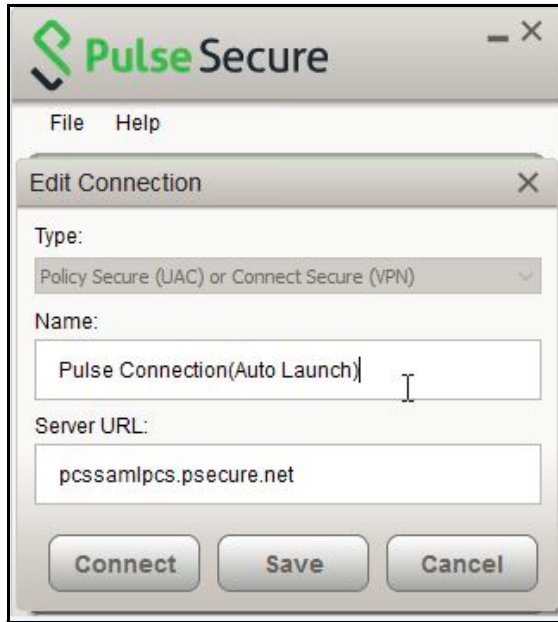 Pulse Secure
File Help
Edit Connection
Type:
Policy Secure (UAC) or Connect Secure (VPN)
Name:
Pulse Connection(Auto Launch)
Server URL:
pcssamlpcs.psecure.net
Connect Save Cancel